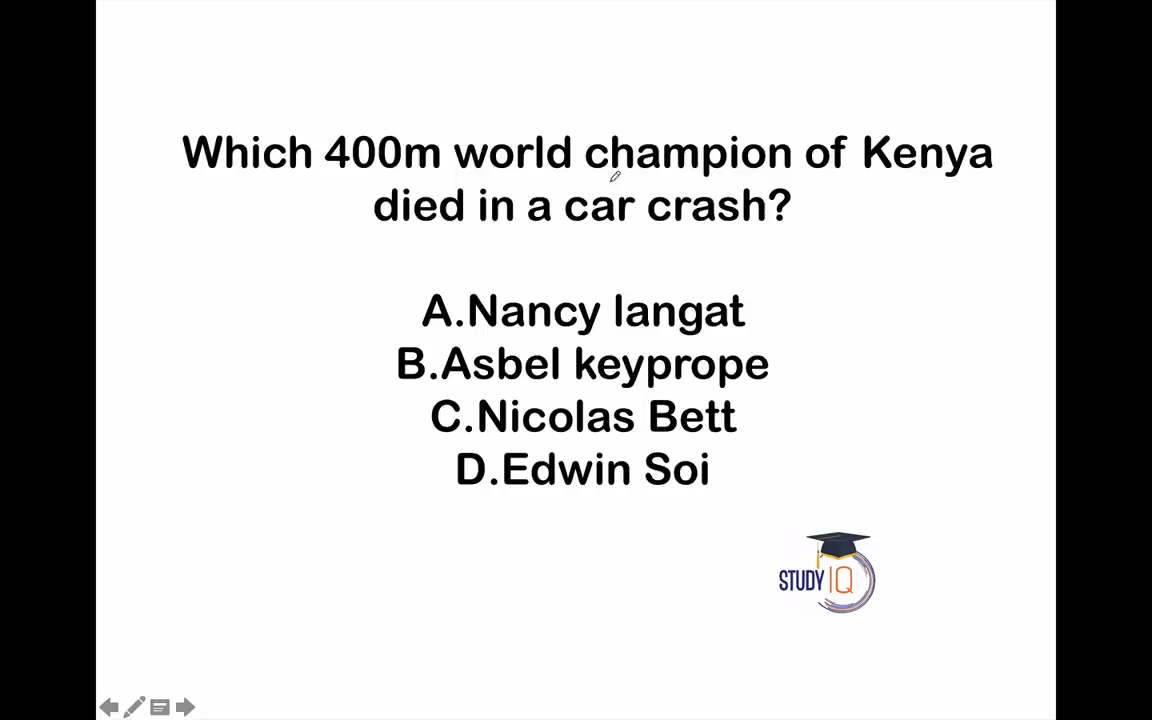 Which 400m world champion of Kenya
died in a car crash?
A.Nancy langat
B.Asbel keyprope
C.Nicolas Bett
D.Edwin Soi
STUDY IQ